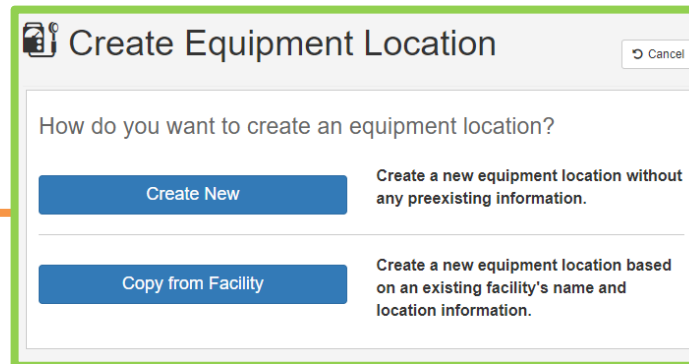 Create Equipment Location
Cancel
How do you want to create an equipment location?
Create New
Create a new equipment location without
any preexisting information.
Copy from Facility
Create a new equipment location based
on an existing facility's name and
location information.